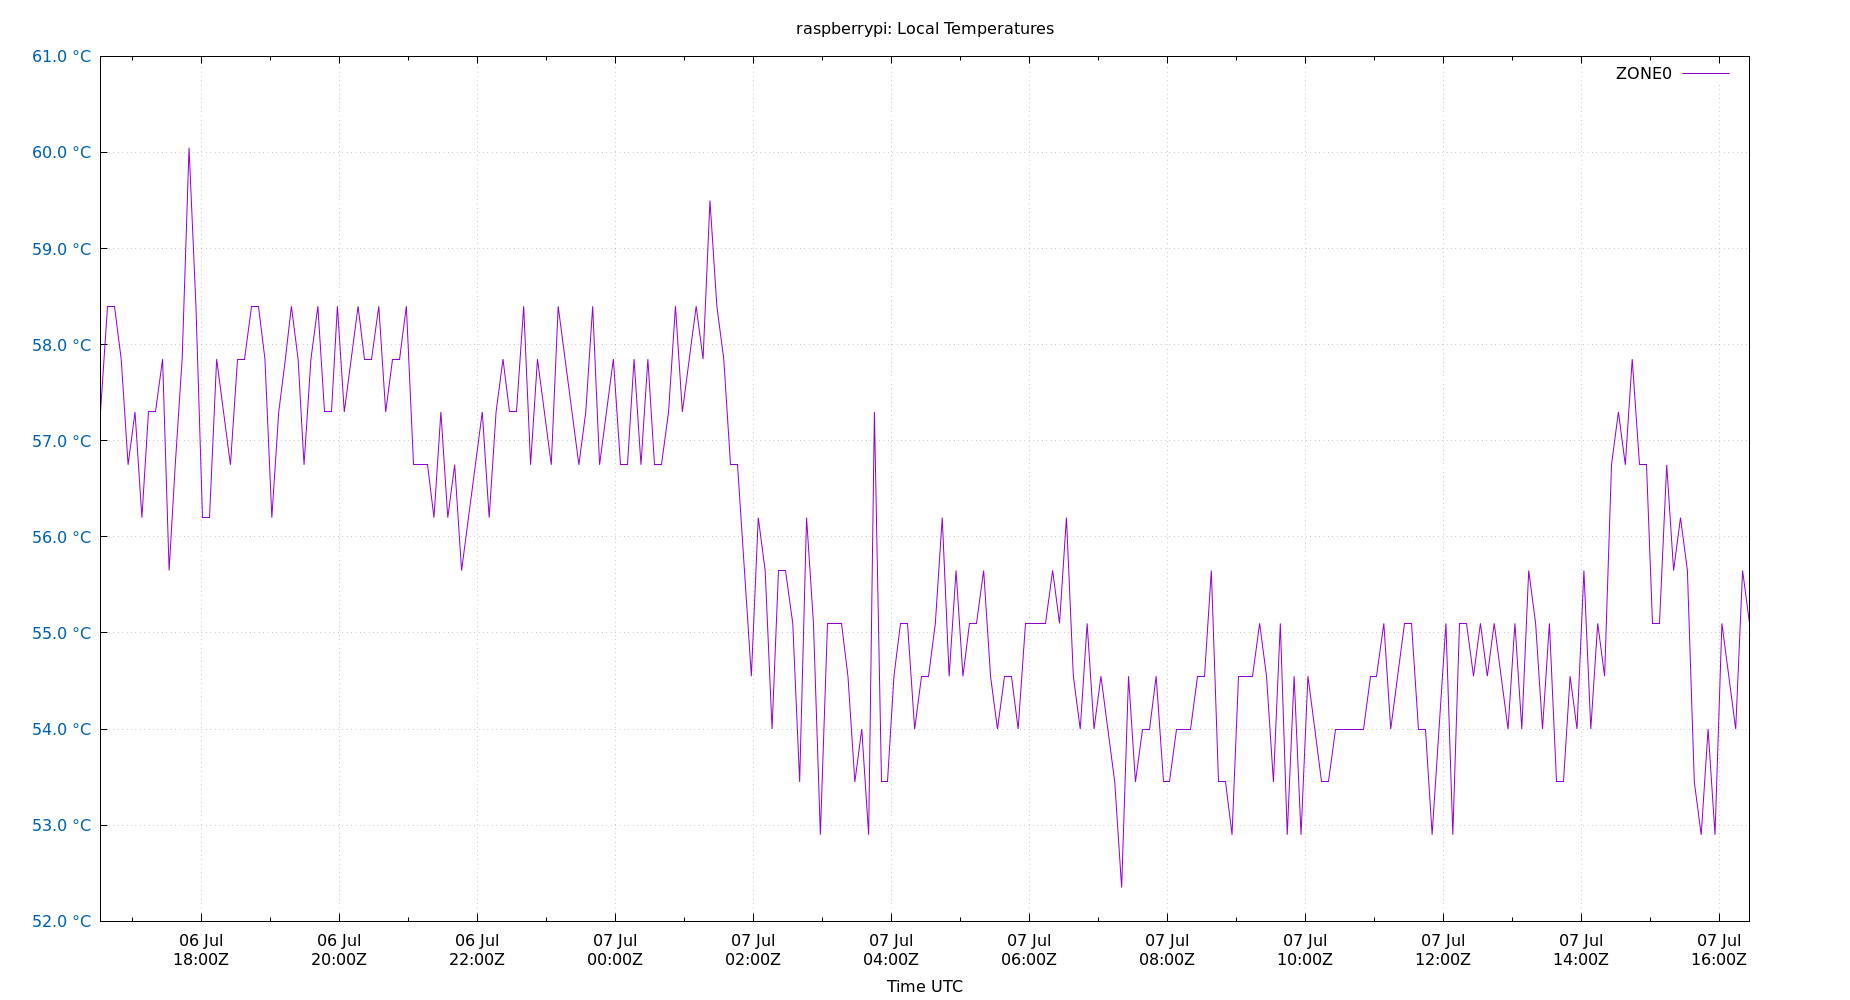 raspberrypi: Local Temperatures
61.0 °C
ZONE0
60.0 °C
59.0 °C
58.0 °C
57.0 °C
56.0 °C
55.0 °C
54.0 °C
53.0 °C
52.0 °C
06 Jul 06 Jul 06 Jul 07 Jul 07 Jul 07 Jul 07 Jul 07 Jul 07 Jul 07 Jul 07 Jul 07 Jul
18:00Z 20:00Z 22:00Z 00:00Z 02:00Z 04:00Z 06:00Z 08:00Z 10:00Z 12:00Z 14:00Z 16:00Z
Time UTC